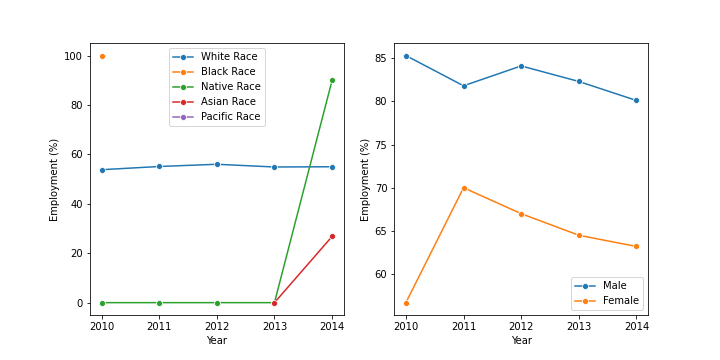 100
80
60
40
20
0
Employment (%)
White Race
Black Race
Native Race
Asian Race
Pacific Race
2010 2011 2012 2013 2014
Year
85
80
75
70
65
60
Employment (%)
Male
Female
2010 2011 2012 2013 2014
Year